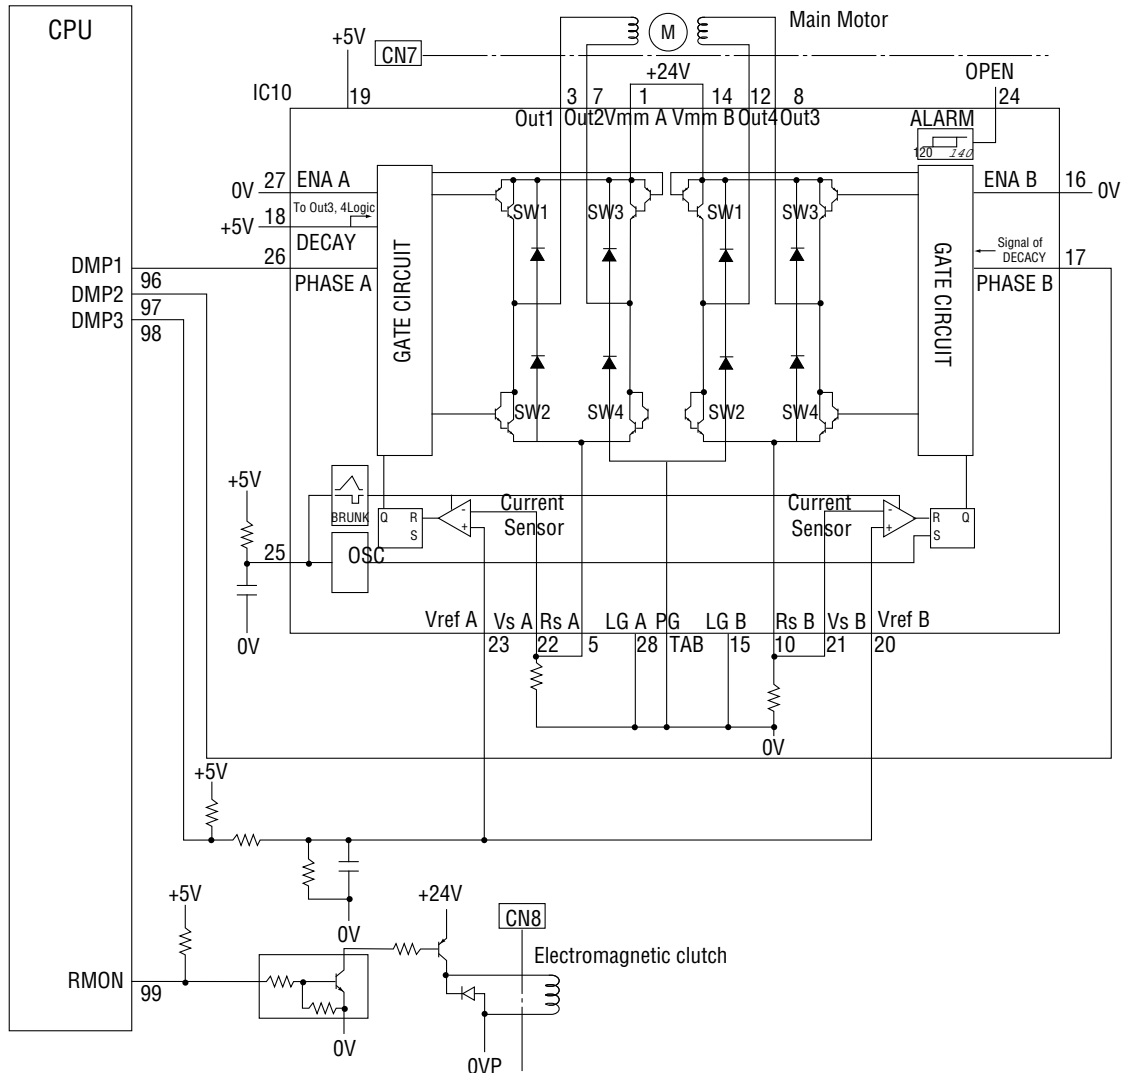 CPU
Main Motor
M
+5V
CN7
+24V
OPEN
IC10
19
3
7
1
14
12
8
24
Out1
Out2
Vmm A
Vmm B
Out4
Out3
ALARM
120
140
0V
27
ENA A
ENA B
16
0V
To Out3, 4Logic
+5V
18
DECAY
SW1
SW3
SW1
SW3
Signal of
DECACY
DMP1
96
26
PHASE A
PHASE B
17
DMP2
97
DMP3
98
GATE CIRCUIT
GATE CIRCUIT
SW2
SW4
SW2
SW4
+5V
BRUNK
Q
R
S
-
+
Current
Sensor
Current
Sensor
-
+
R
Q
S
25
OSC
0V
Vref A
Vs A
Rs A
LG A
PG
LG B
Rs B
Vs B
Vref B
23
22
5
28
TAB
15
10
21
20
0V
+5V
0V
+5V
+24V
CN8
Electromagnetic clutch
RMON
99
0V
0VP